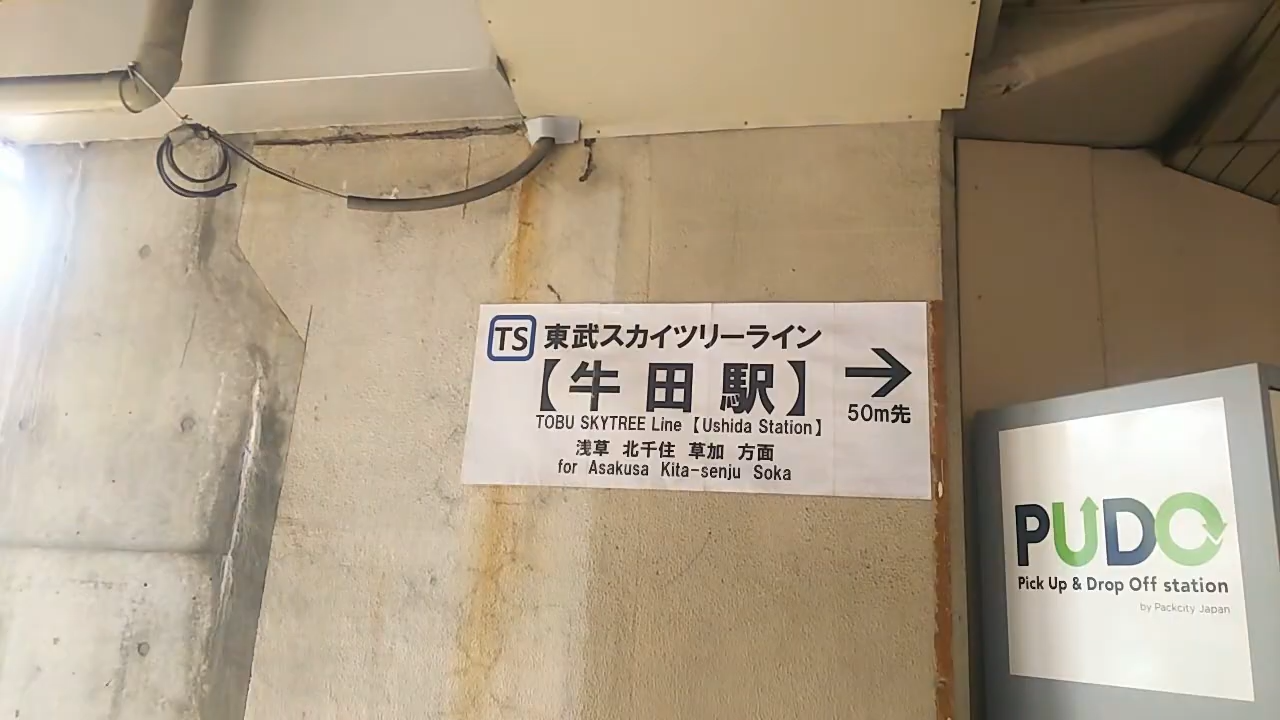 TS 東武スカイツリーライン
【牛田駅】
TOBU SKYTREE Line【Ushida Station】
浅草 北千住 草加 方面
for Asakusa Kita-senju Soka
→
50m先
PUDO
Pick Up & Drop Off station
by Packcity Japan